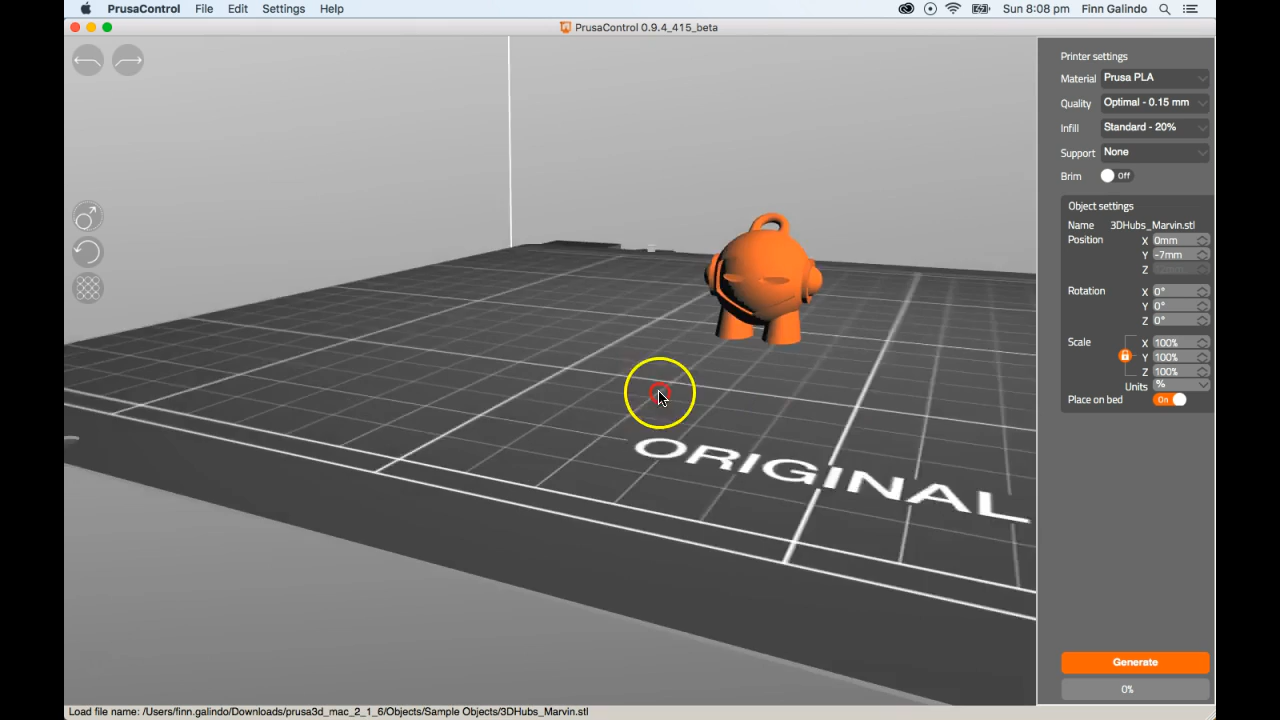 PrusaControl File Edit Settings Help Sun 8:08 pm Finn Galindo
PrusaControl 0.9.4_415_beta
Printer settings
Material Prusa PLA
Quality Optimal - 0.15 mm
Infill Standard - 20%
Support None
Brim Off
Object settings
Name 3DHubs_Marvin.stl
Position X 0mm
Y -7mm
Z
Rotation X 0°
Y 0°
Z 0°
Scale X 100%
Y 100%
Z 100%
Units %
Place on bed On
ORIGINAL
Generate
0%
Load file name: /Users/finn.galindo/Downloads/prusa3d_mac_2_1_6/Objects/Sample Objects/3DHubs_Marvin.stl